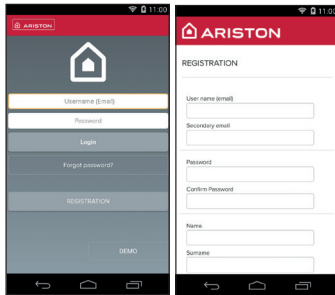 11:00
ARISTON
Username (Email)
Password
Login
Forgot password?
REGISTRATION
DEMO
11:00
ARISTON
REGISTRATION
User name (email)
Secondary email
Password
Confirm Password
Name
Surname